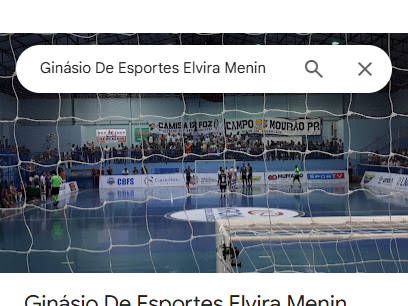 Ginásio De Esportes Elvira Menin
CAMISA 12 FOZ
CAMPO MOURÃO PR
CBFS
SPORTV
Ginásio De Esportes Elvira Menin